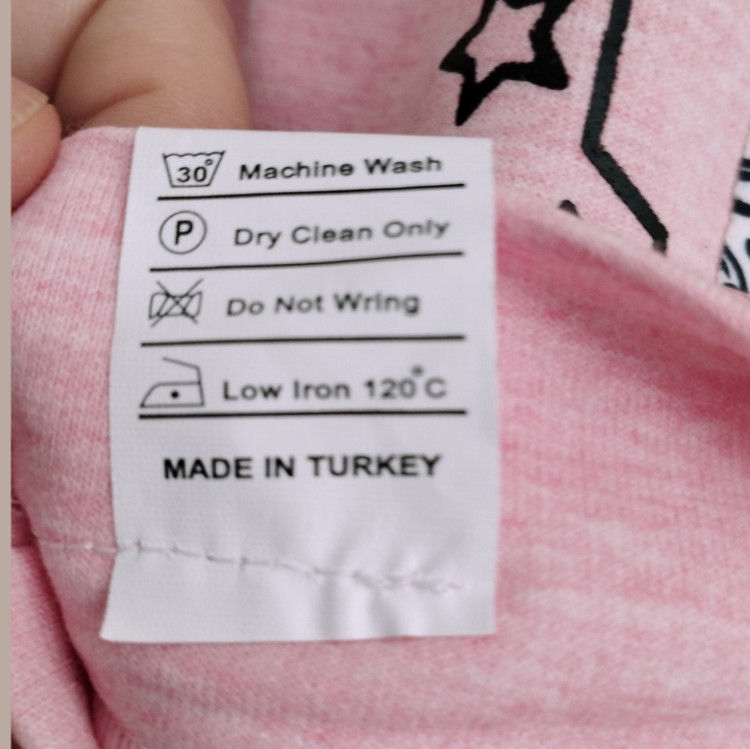 30° Machine Wash
P Dry Clean Only
Do Not Wring
Low Iron 120°C
MADE IN TURKEY